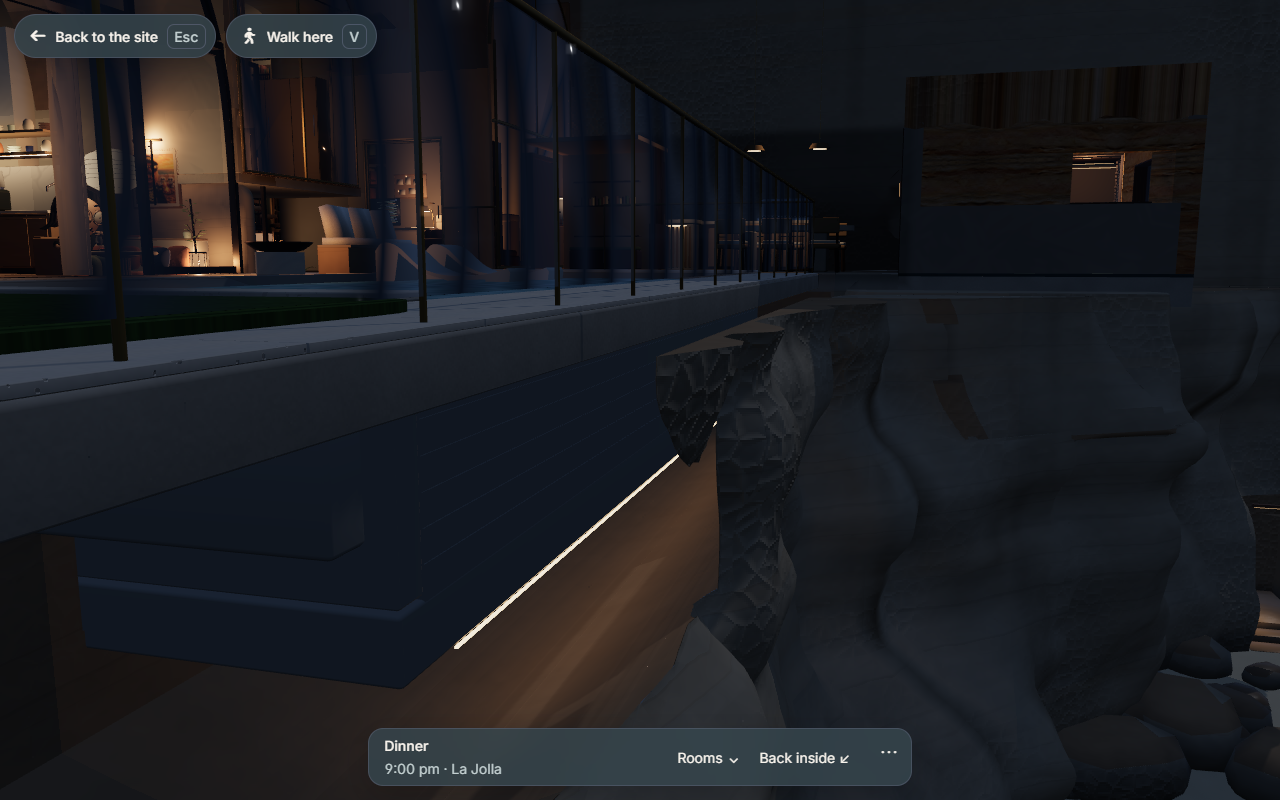 Back to the site Esc
Walk here V
Dinner
9:00 pm · La Jolla
Rooms
Back inside